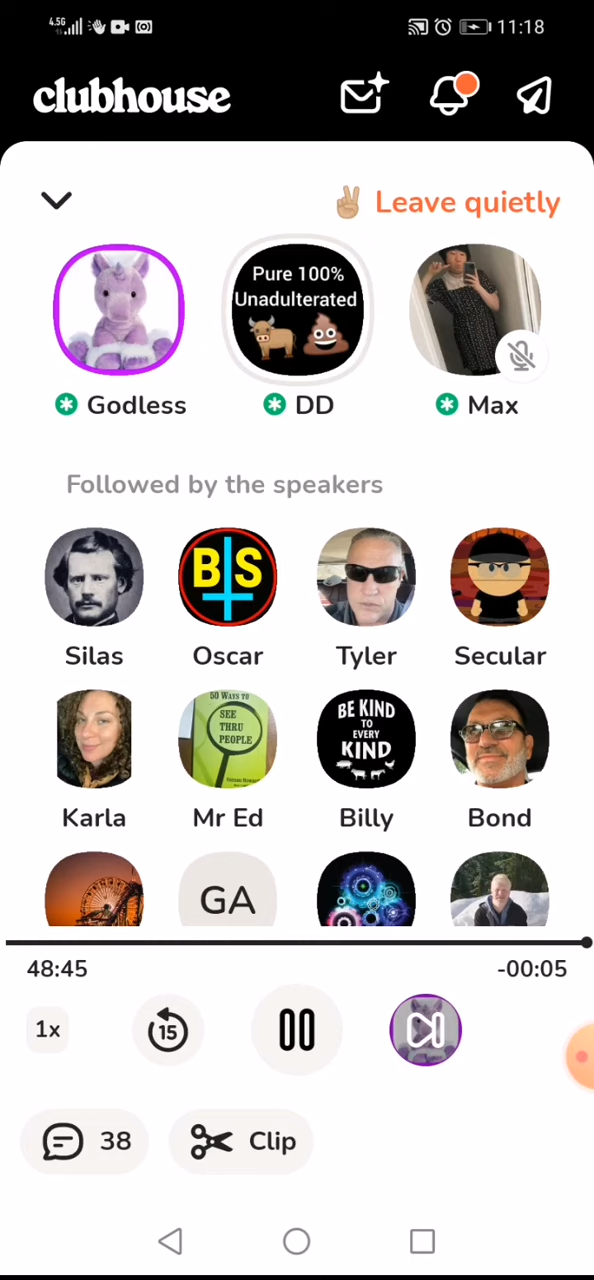 4.5G
11:18
clubhouse
✌🏼 Leave quietly
Pure 100%
Unadulterated
Godless
DD
Max
Followed by the speakers
B S
Silas
Oscar
Tyler
Secular
50 WAYS TO
SEE
THRU
PEOPLE
BE KIND
TO
EVERY
KIND
Karla
Mr Ed
Billy
Bond
GA
48:45
-00:05
1x
15
38
Clip